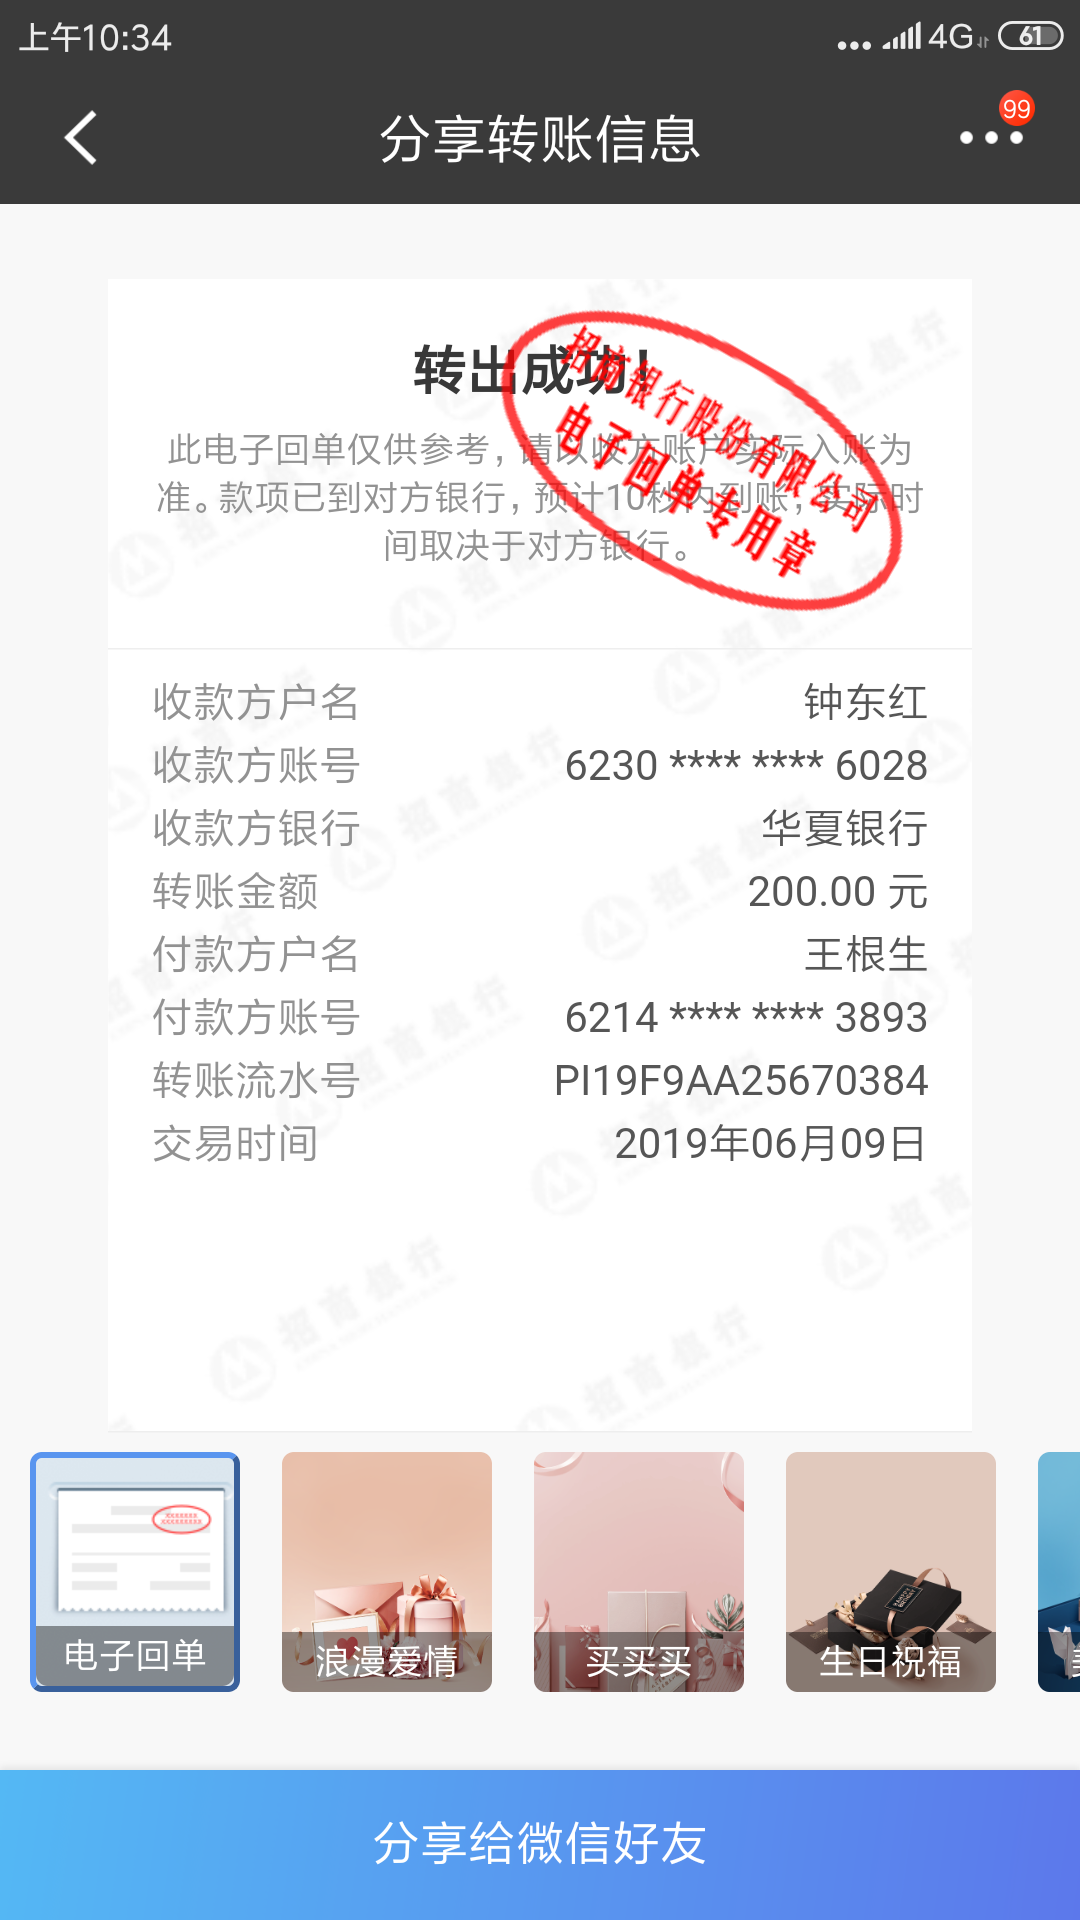 上午10:34
4G
61
分享转账信息
99
转出成功!
招商银行股份有限公司
电子回单专用章
此电子回单仅供参考,请以收方账户实际入账为
准。款项已到对方银行,预计10秒内到账,实际时
间取决于对方银行。
收款方户名 钟东红
收款方账号 6230 **** **** 6028
收款方银行 华夏银行
转账金额 200.00 元
付款方户名 王根生
付款方账号 6214 **** **** 3893
转账流水号 PI19F9AA25670384
交易时间 2019年06月09日
招商银行
电子回单
浪漫爱情
买买买
生日祝福
分享给微信好友